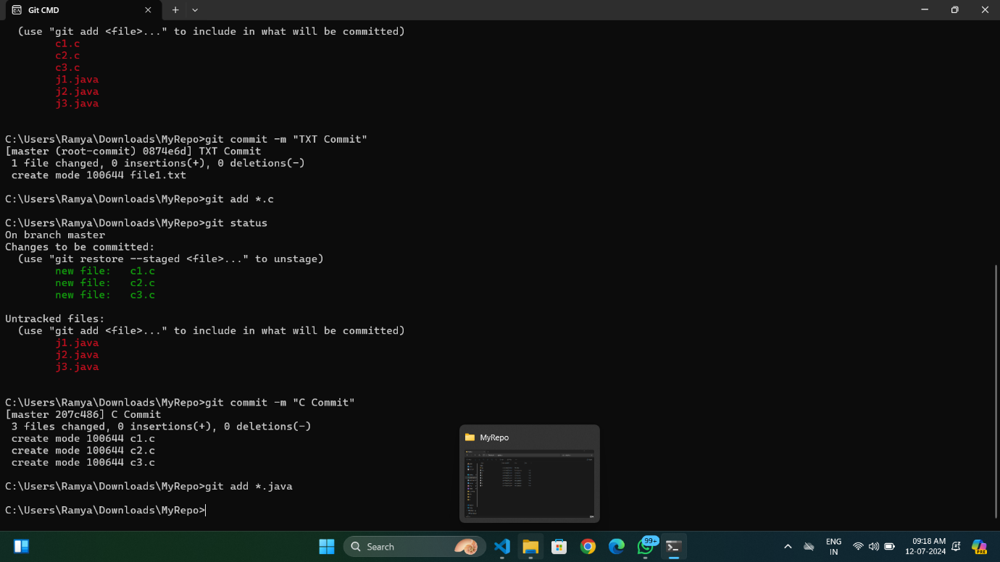 Git CMD
(use "git add <file>..." to include in what will be committed)
c1.c
c2.c
c3.c
j1.java
j2.java
j3.java
C:\Users\Ramya\Downloads\MyRepo>git commit -m "TXT Commit"
[master (root-commit) 0874e6d] TXT Commit
1 file changed, 0 insertions(+), 0 deletions(-)
create mode 100644 file1.txt
C:\Users\Ramya\Downloads\MyRepo>git add *.c
C:\Users\Ramya\Downloads\MyRepo>git status
On branch master
Changes to be committed:
(use "git restore --staged <file>..." to unstage)
new file:   c1.c
new file:   c2.c
new file:   c3.c
Untracked files:
(use "git add <file>..." to include in what will be committed)
j1.java
j2.java
j3.java
C:\Users\Ramya\Downloads\MyRepo>git commit -m "C Commit"
[master 207c486] C Commit
3 files changed, 0 insertions(+), 0 deletions(-)
create mode 100644 c1.c
create mode 100644 c2.c
create mode 100644 c3.c
C:\Users\Ramya\Downloads\MyRepo>git add *.java
C:\Users\Ramya\Downloads\MyRepo>
MyRepo
Search
99+
ENG
IN
09:18 AM
12-07-2024
PRE